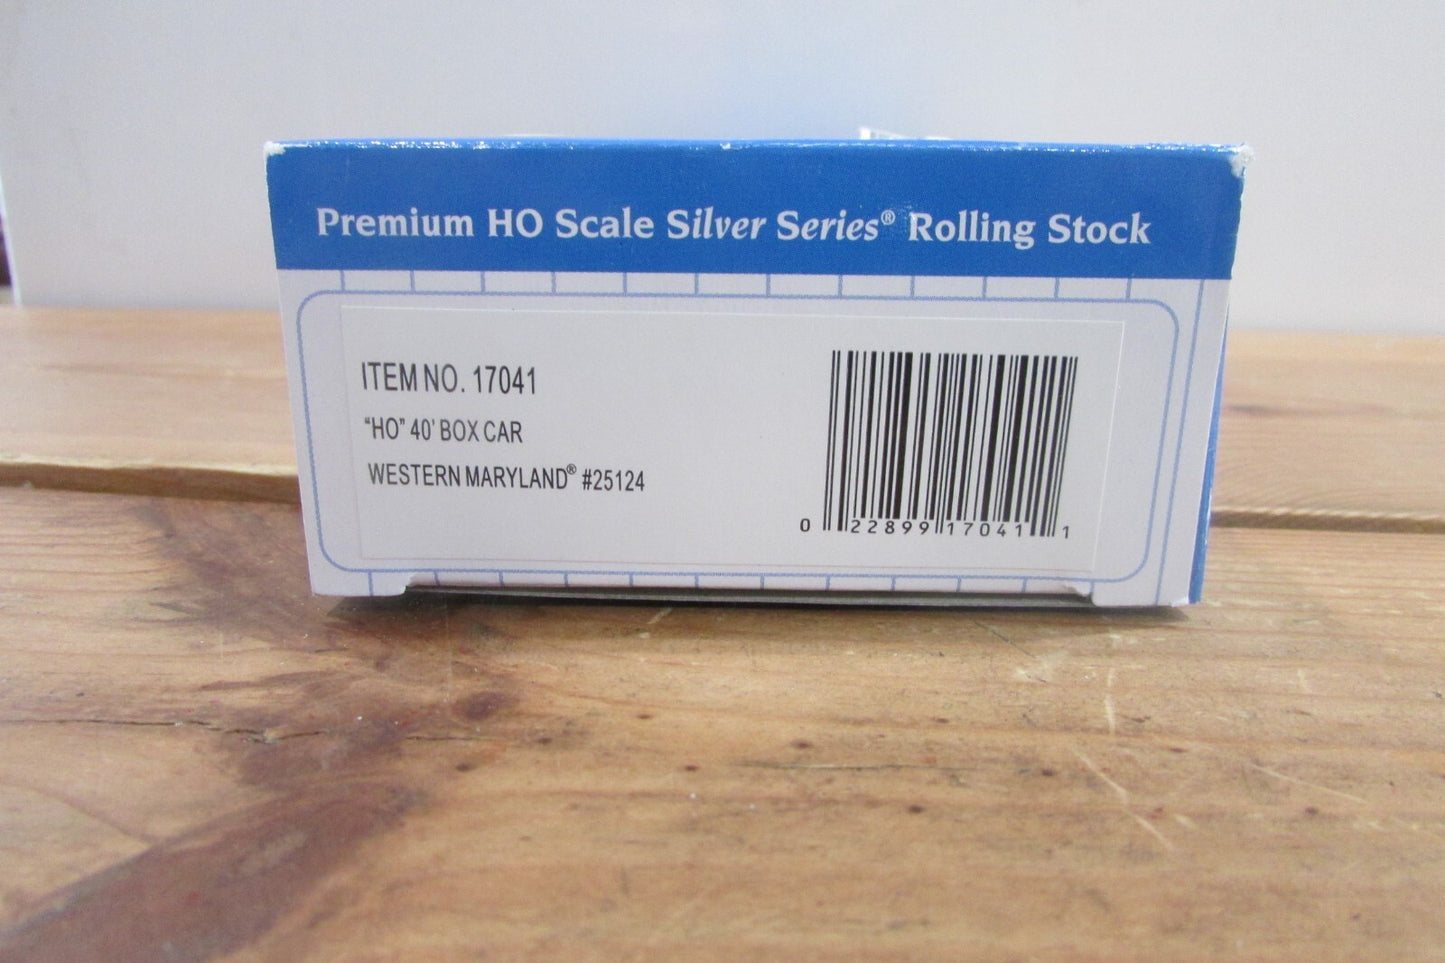 Premium HO Scale Silver Series® Rolling Stock
ITEM NO. 17041
"HO" 40' BOX CAR
WESTERN MARYLAND® #25124
0 22899 17041 1